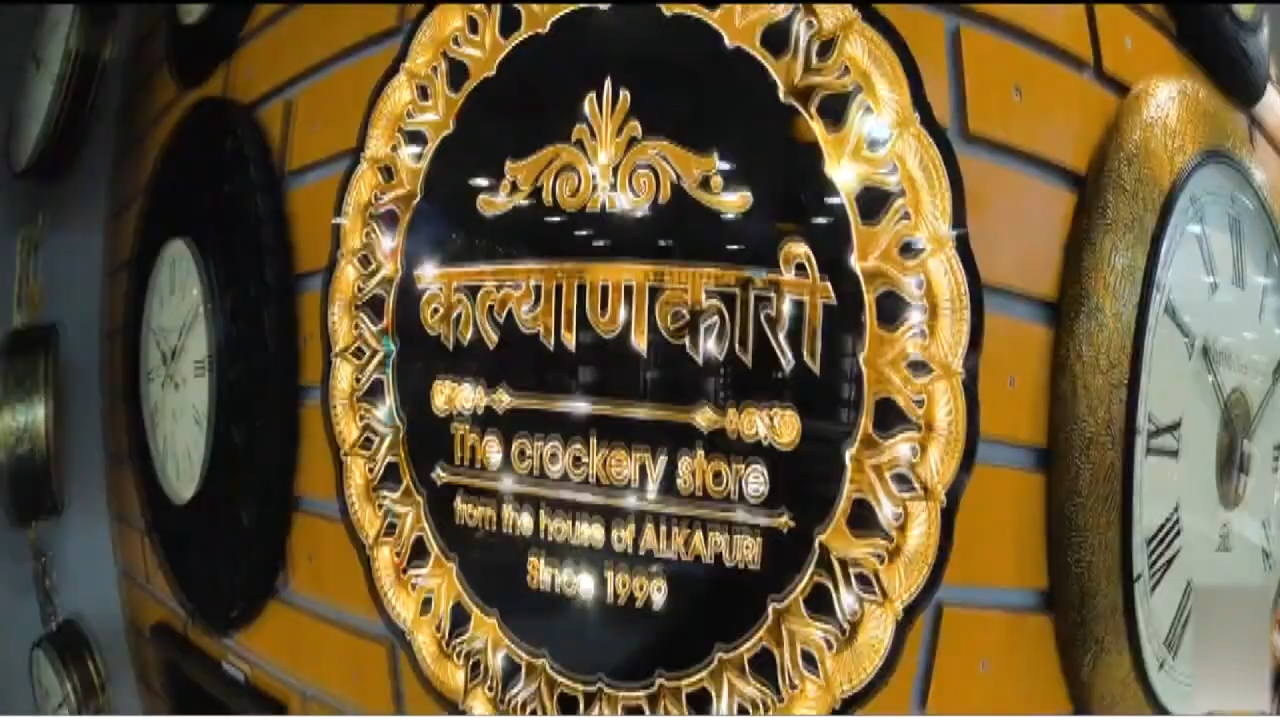 कल्याणकारी
The crockery store
from the house of ALKAPURI
Since 1999